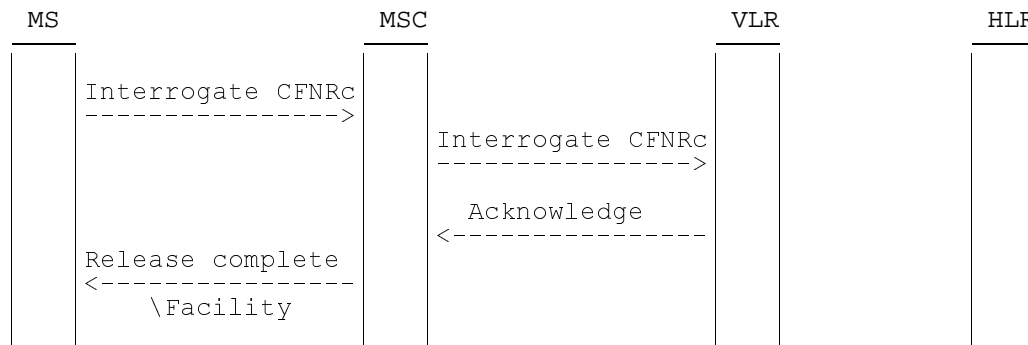 MS MSC VLR HLR
Interrogate CFNRc
---------------->
Interrogate CFNRc
---------------->
Acknowledge
<----------------
Release complete
<----------------
\Facility